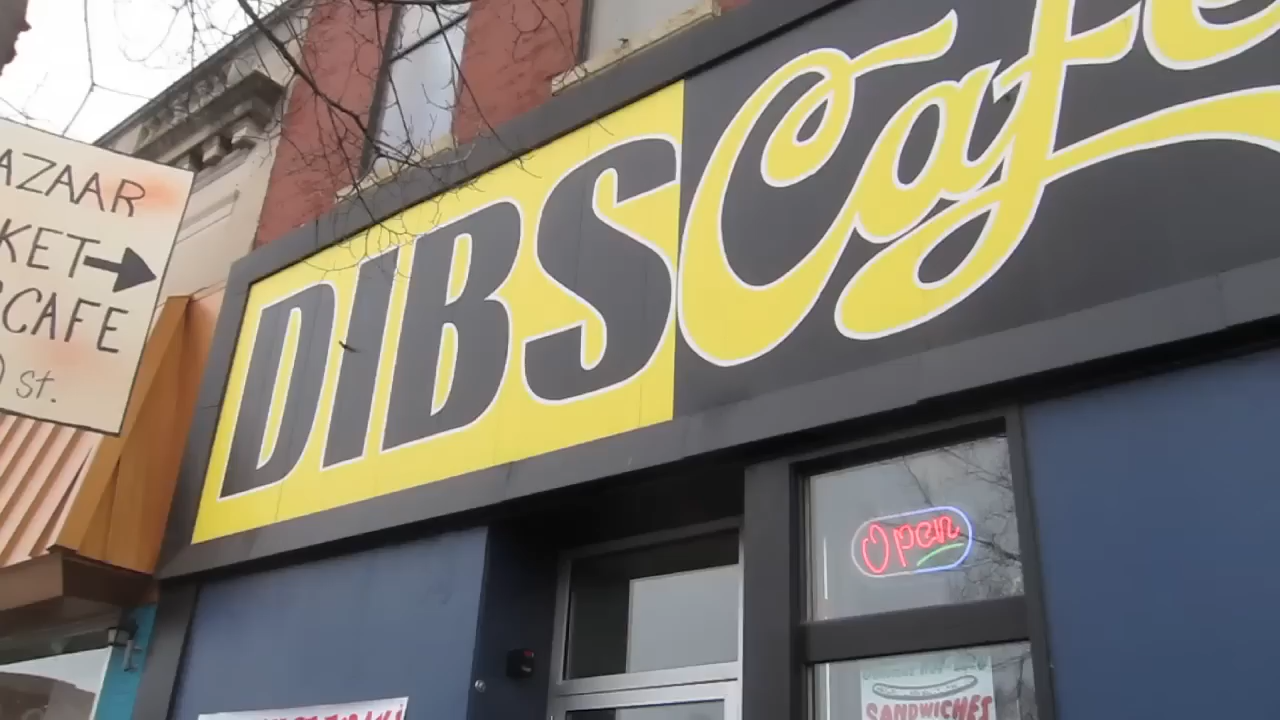 AZAAR
KET
CAFE
St.
DIBS Cafe
Open
SANDWICHES